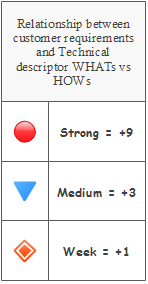 Relationship between
customer requirements
and Technical
descriptor WHATs vs
HOWs
Strong = +9
Medium = +3
Week = +1